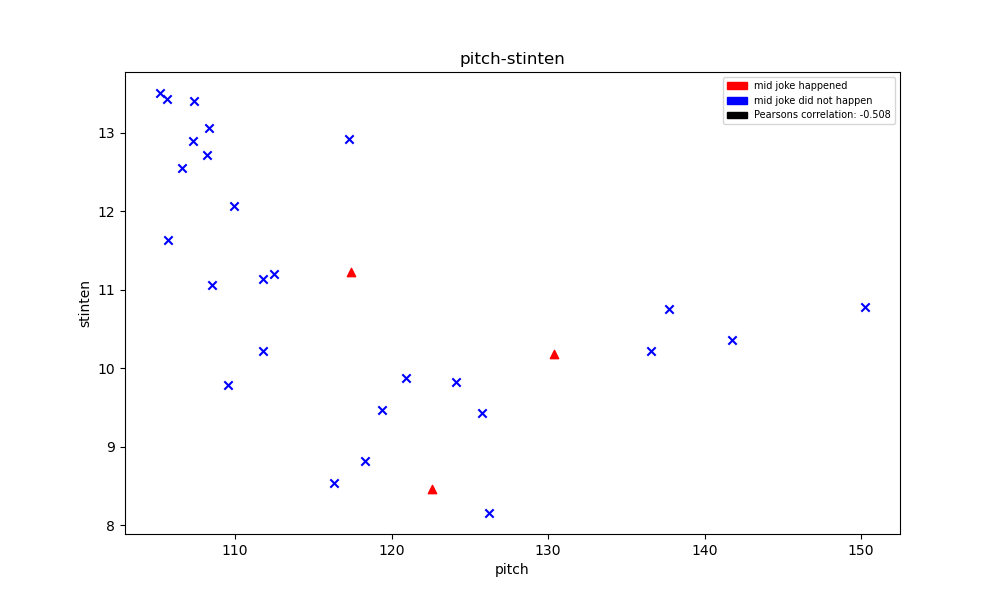 pitch-stinten
mid joke happened
mid joke did not happen
Pearsons correlation: -0.508
13
12
11
10
9
8
stinten
110 120 130 140 150
pitch